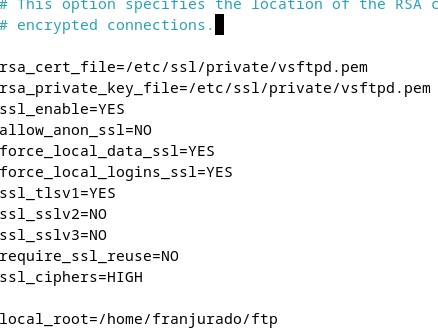 # This option specifies the location of the RSA c
# encrypted connections.
rsa_cert_file=/etc/ssl/private/vsftpd.pem
rsa_private_key_file=/etc/ssl/private/vsftpd.pem
ssl_enable=YES
allow_anon_ssl=NO
force_local_data_ssl=YES
force_local_logins_ssl=YES
ssl_tlsv1=YES
ssl_sslv2=NO
ssl_sslv3=NO
require_ssl_reuse=NO
ssl_ciphers=HIGH
local_root=/home/franjurado/ftp